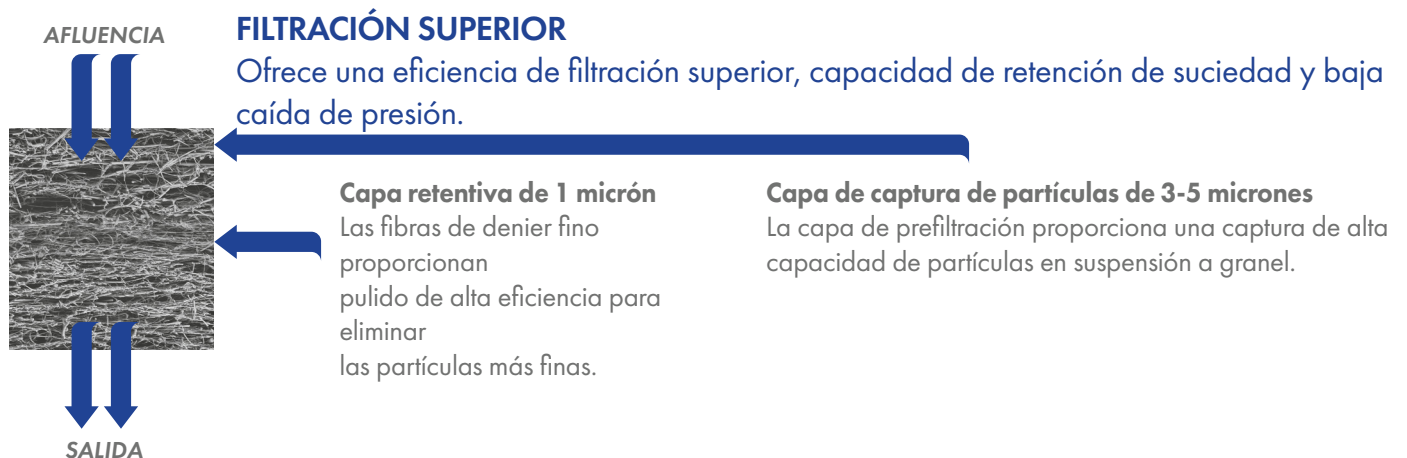 AFLUENCIA
FILTRACIÓN SUPERIOR
Ofrece una eficiencia de filtración superior, capacidad de retención de suciedad y baja
caída de presión.
Capa retentiva de 1 micrón
Las fibras de denier fino
proporcionan
pulido de alta eficiencia para
eliminar
las partículas más finas.
Capa de captura de partículas de 3-5 micrones
La capa de prefiltración proporciona una captura de alta
capacidad de partículas en suspensión a granel.
SALIDA